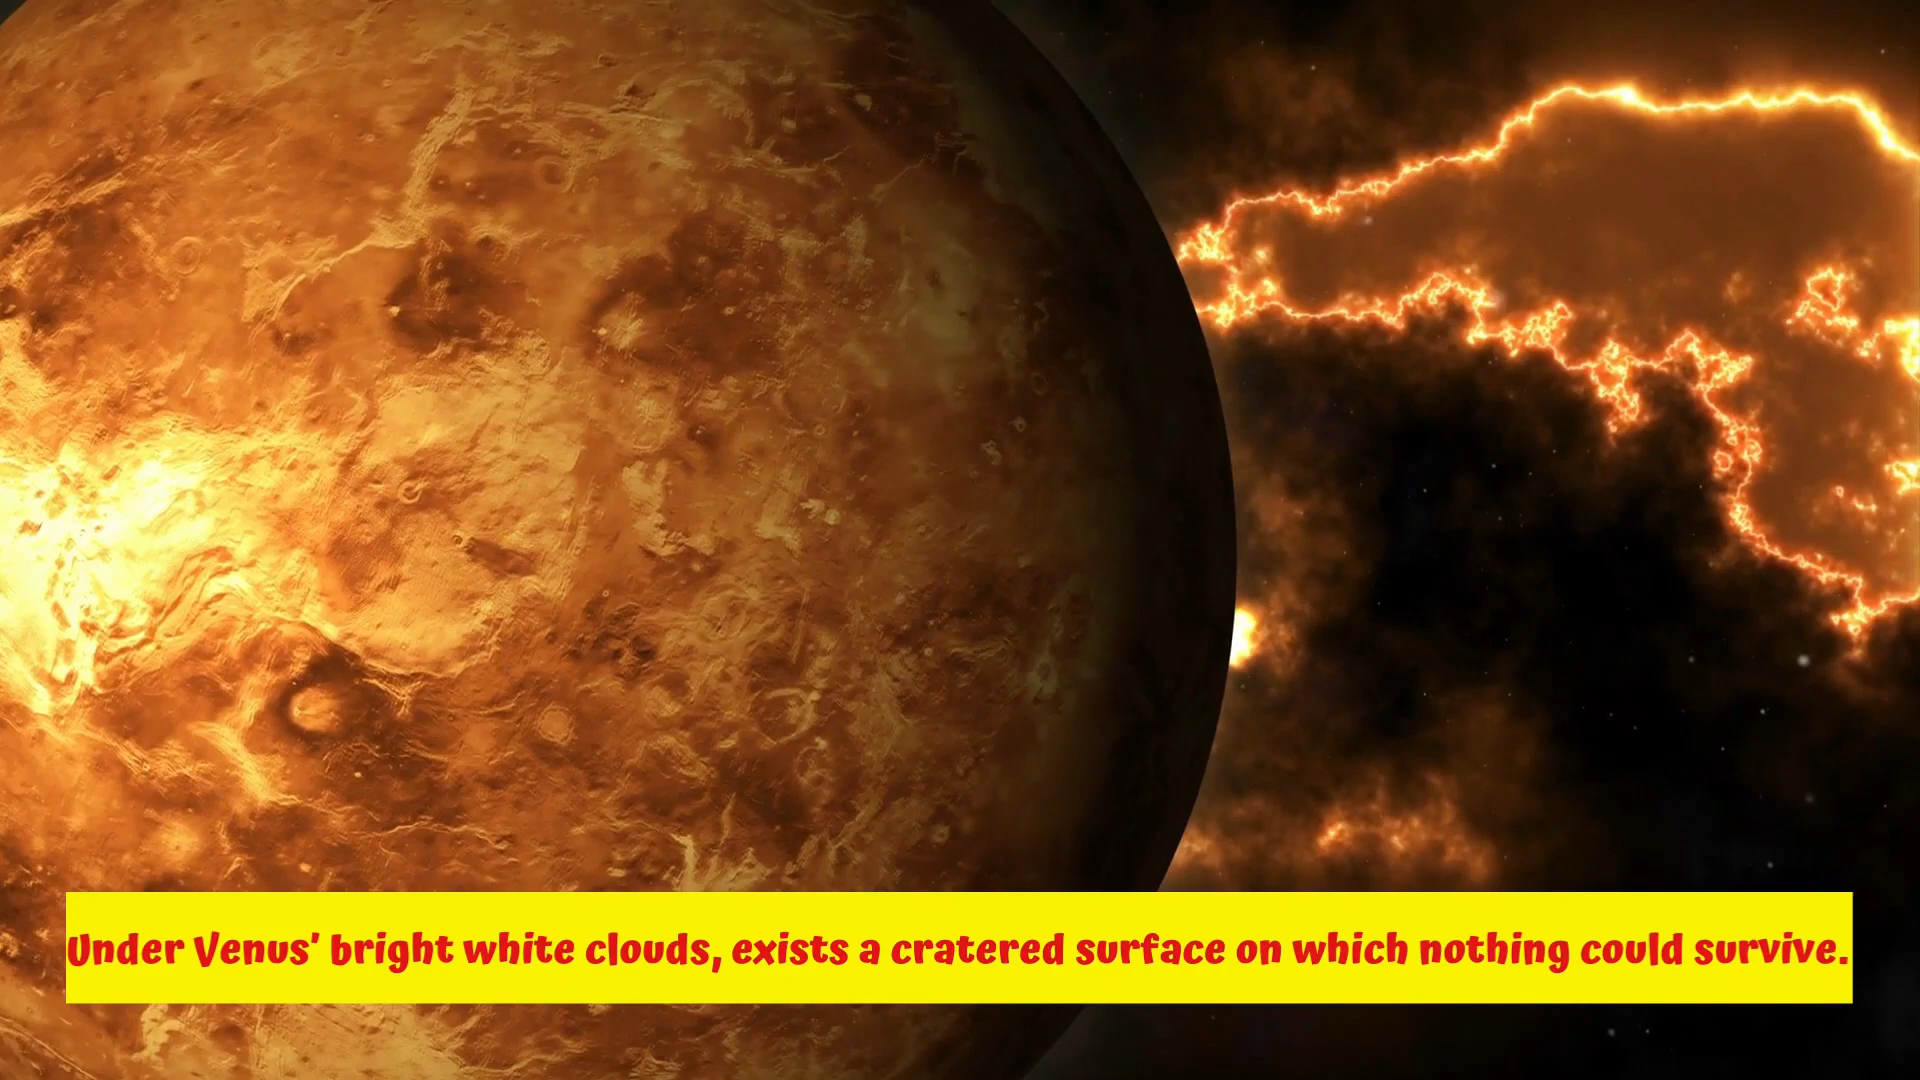 Under Venus’ bright white clouds, exists a cratered surface on which nothing could survive.